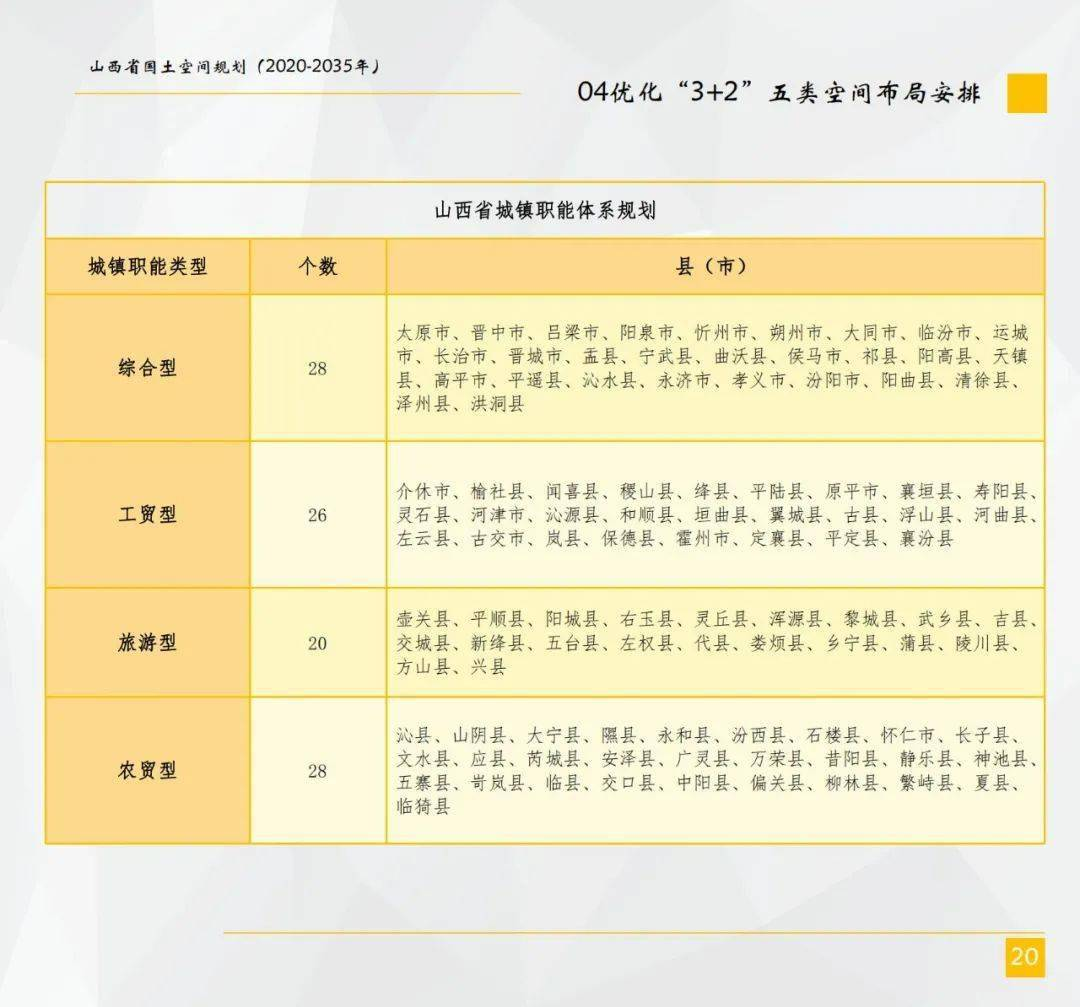 山西省国土空间规划（2020-2035年）
04优化“3+2”五类空间布局安排
山西省城镇职能体系规划
城镇职能类型
个数
县（市）
综合型
28
太原市、晋中市、吕梁市、阳泉市、忻州市、朔州市、大同市、临汾市、运城
市、长治市、晋城市、盂县、宁武县、曲沃县、侯马市、祁县、阳高县、天镇
县、高平市、平遥县、沁水县、永济市、孝义市、汾阳市、阳曲县、清徐县、
泽州县、洪洞县
工贸型
26
介休市、榆社县、闻喜县、稷山县、绛县、平陆县、原平市、襄垣县、寿阳县、
灵石县、河津市、沁源县、和顺县、垣曲县、翼城县、古县、浮山县、河曲县、
左云县、古交市、岚县、保德县、霍州市、定襄县、平定县、襄汾县
旅游型
20
壶关县、平顺县、阳城县、右玉县、灵丘县、浑源县、黎城县、武乡县、吉县、
交城县、新绛县、五台县、左权县、代县、娄烦县、乡宁县、蒲县、陵川县、
方山县、兴县
农贸型
28
沁县、山阴县、大宁县、隰县、永和县、汾西县、石楼县、怀仁市、长子县、
文水县、应县、芮城县、安泽县、广灵县、万荣县、昔阳县、静乐县、神池县、
五寨县、岢岚县、临县、交口县、中阳县、偏关县、柳林县、繁峙县、夏县、
临猗县
20